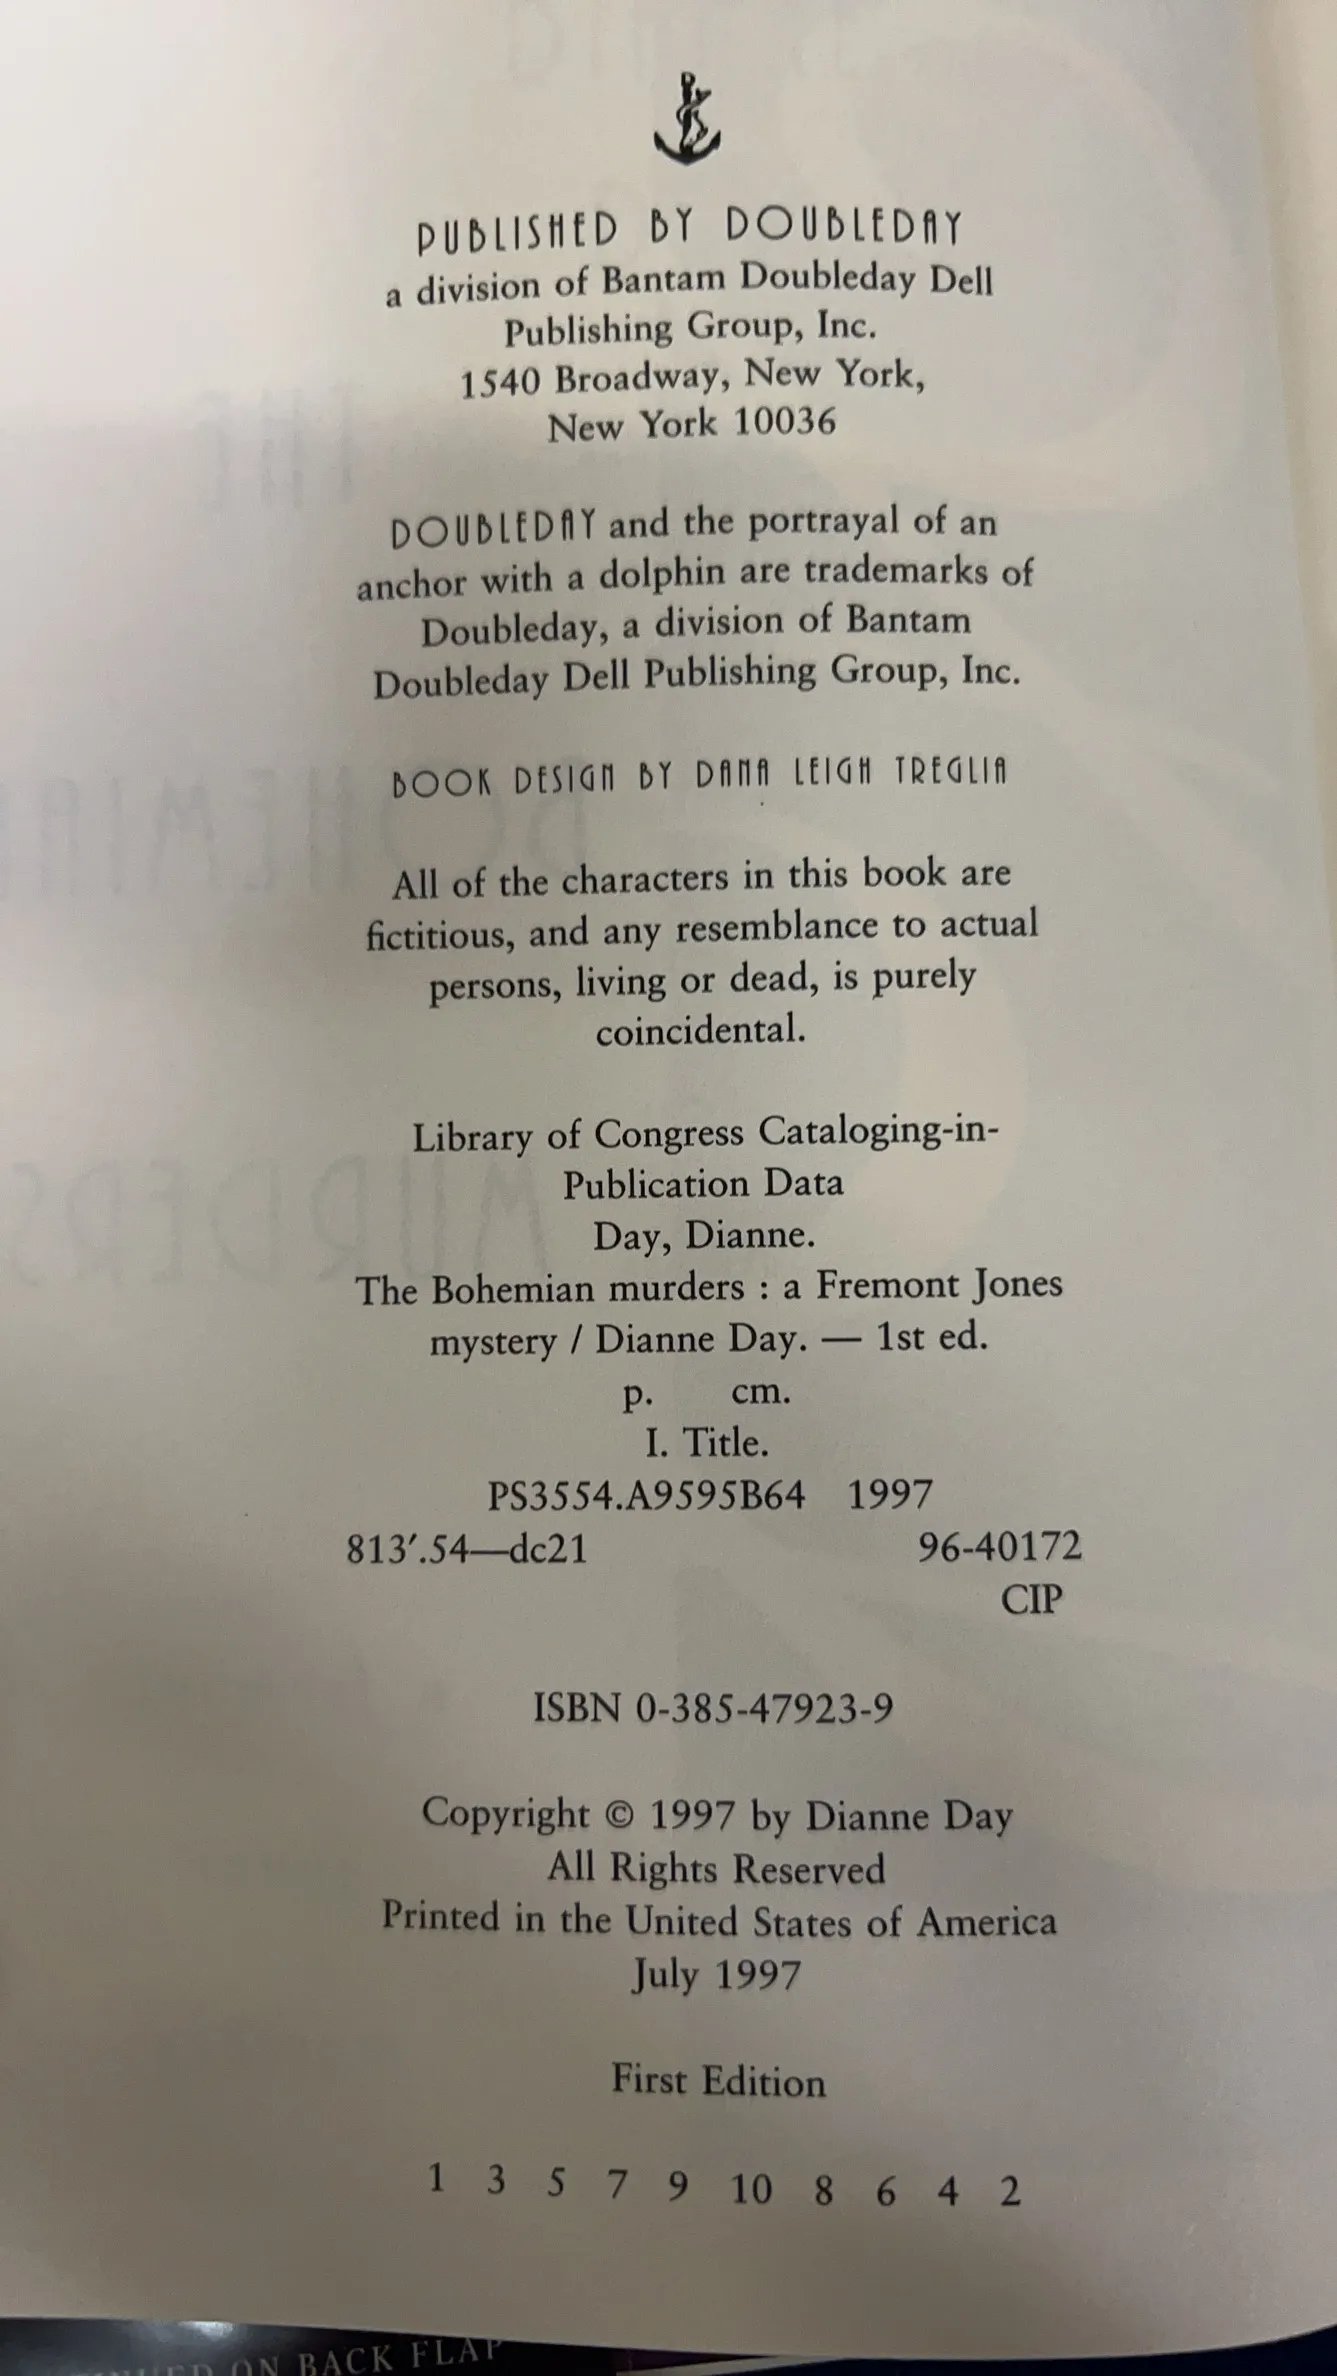 PUBLISHED BY DOUBLEDAY
a division of Bantam Doubleday Dell
Publishing Group, Inc.
1540 Broadway, New York,
New York 10036
DOUBLEDAY and the portrayal of an
anchor with a dolphin are trademarks of
Doubleday, a division of Bantam
Doubleday Dell Publishing Group, Inc.
BOOK DESIGN BY DANA LEIGH TREGLIA
All of the characters in this book are
fictitious, and any resemblance to actual
persons, living or dead, is purely
coincidental.
Library of Congress Cataloging-in-
Publication Data
Day, Dianne.
The Bohemian murders : a Fremont Jones
mystery / Dianne Day. — 1st ed.
p. cm.
I. Title.
PS3554.A9595B64 1997
813′.54—dc21 96-40172
CIP
ISBN 0-385-47923-9
Copyright © 1997 by Dianne Day
All Rights Reserved
Printed in the United States of America
July 1997
First Edition
1 3 5 7 9 10 8 6 4 2
ON BACK FLAP